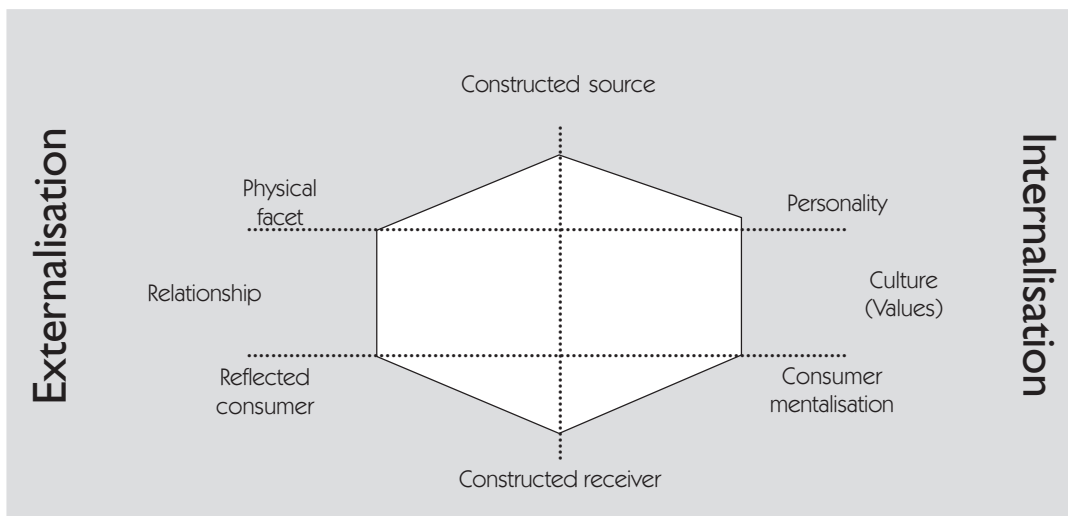 Constructed source
Externalisation
Internalisation
Physical
facet
Personality
Relationship
Culture
(Values)
Reflected
consumer
Consumer
mentalisation
Constructed receiver